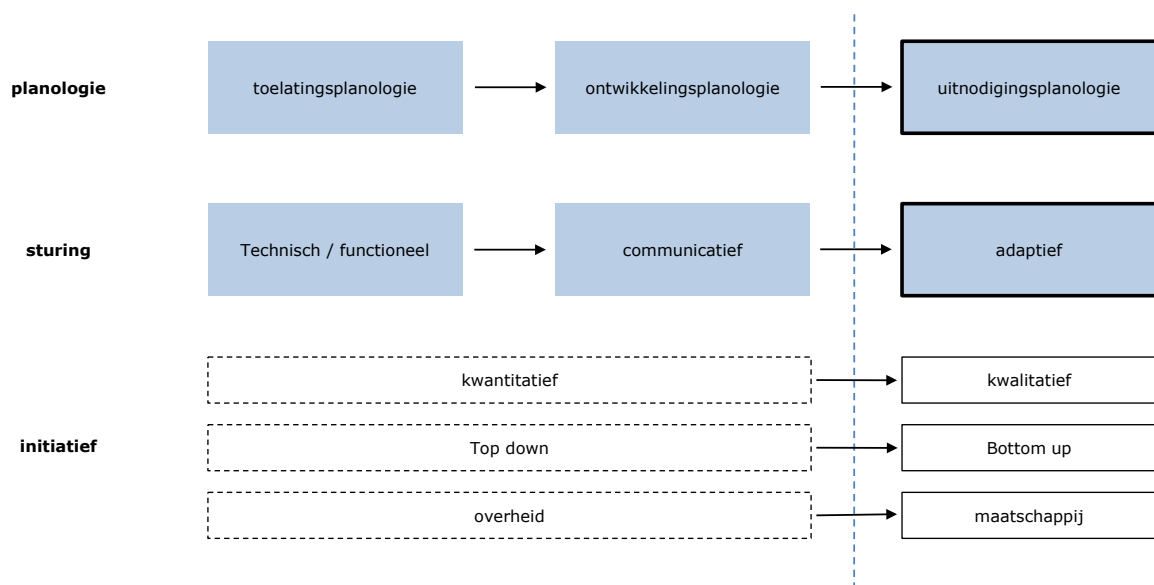 planologie
toelatingsplanologie
ontwikkelingsplanologie
uitnodigingsplanologie
sturing
Technisch / functioneel
communicatief
adaptief
initiatief
kwantitatief
kwalitatief
Top down
Bottom up
overheid
maatschappij